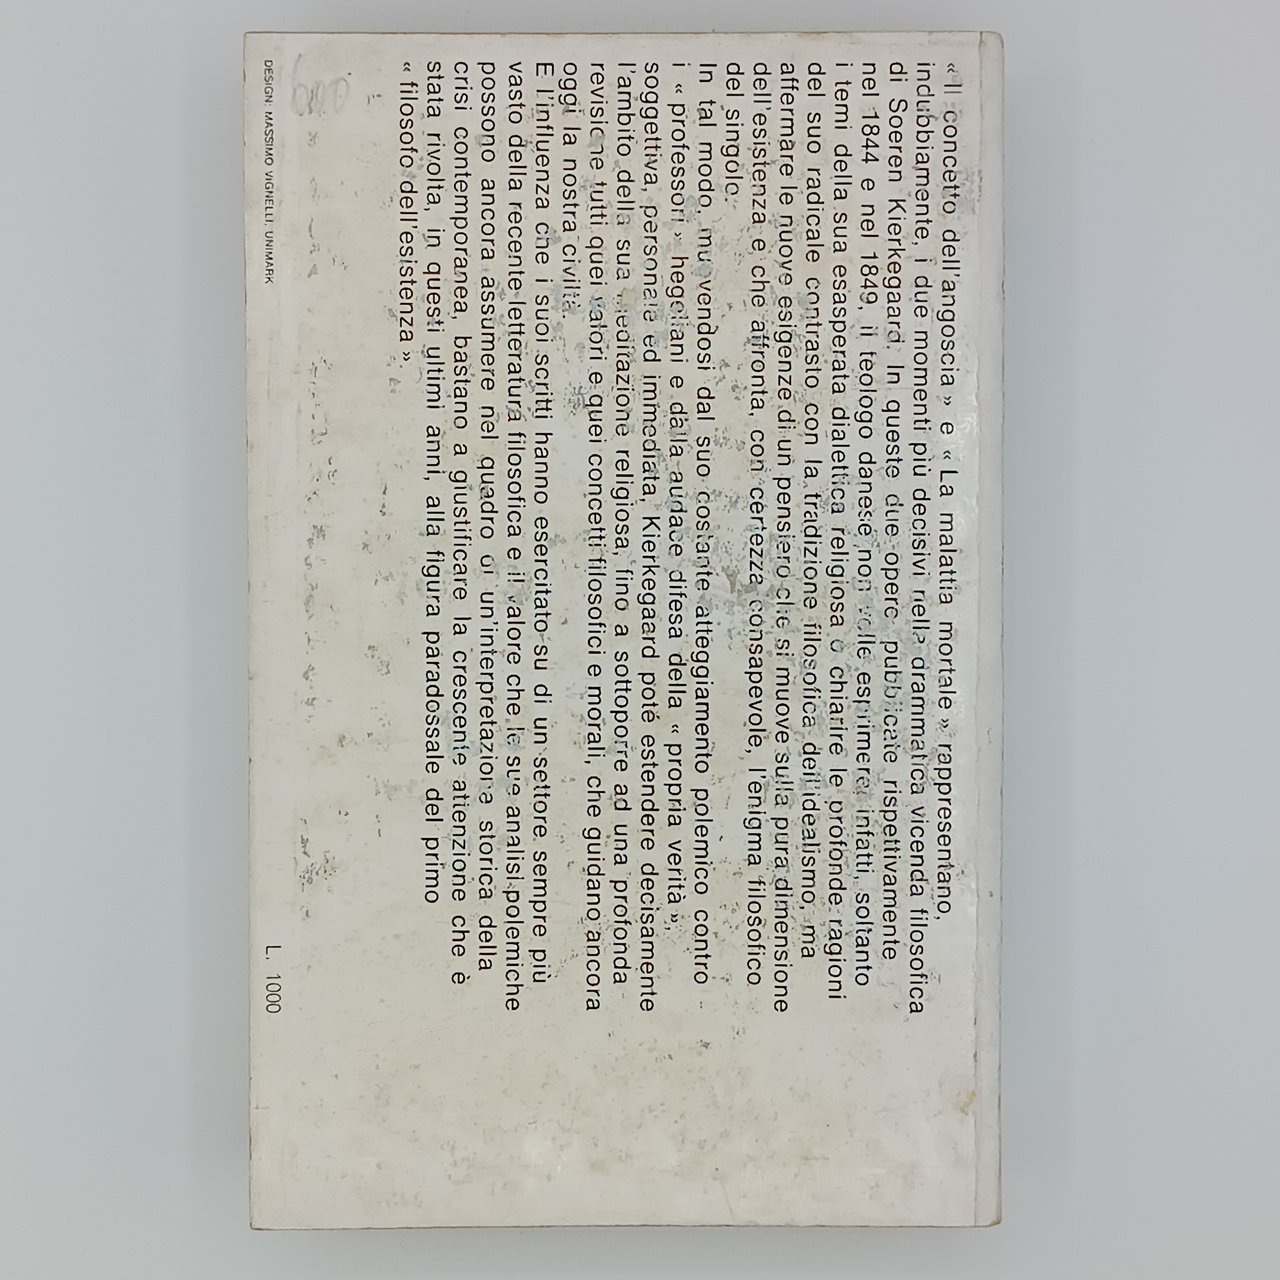 « Il concetto dell'angoscia » e « La malattia mortale » rappresentano,
indubbiamente, i due momenti più decisivi nella drammatica vicenda filosofica
di Soeren Kierkegaard. In queste due opere pubblicate rispettivamente
nel 1844 e nel 1849, il teologo danese non volle esprimere, infatti, soltanto
i temi della sua esasperata dialettica religiosa o chiarire le profonde ragioni
del suo radicale contrasto con la tradizione filosofica dell'idealismo, ma
affermare le nuove esigenze di un pensiero che si muove sulla pura dimensione
dell'esistenza e che affronta, con certezza consapevole, l'enigma filosofico
del singolo.
In tal modo, muovendosi dal suo costante atteggiamento polemico contro
i « professori » hegeliani e dalla audace difesa della « propria verità »,
soggettiva, personale ed immediata, Kierkegaard poté estendere decisamente
l'ambito della sua meditazione religiosa, fino a sottoporre ad una profonda
revisione tutti quei valori e quei concetti filosofici e morali, che guidano ancora
oggi la nostra civiltà.
E l'influenza che i suoi scritti hanno esercitato su di un settore sempre più
vasto della recente letteratura filosofica e il valore che le sue analisi polemiche
possono ancora assumere nel quadro di un'interpretazione storica della
crisi contemporanea, bastano a giustificare la crescente attenzione che è
stata rivolta, in questi ultimi anni, alla figura paradossale del primo
« filosofo dell'esistenza ».
DESIGN: MASSIMO VIGNELLI, UNIMARK
L. 1000